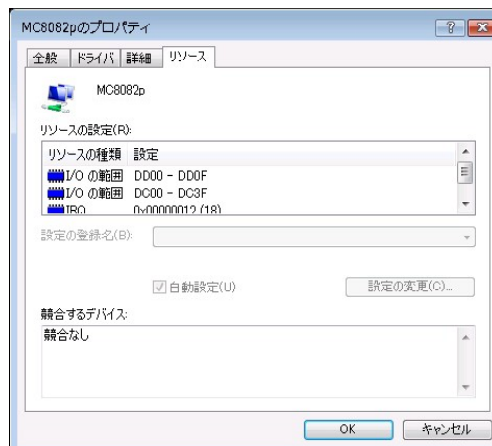 MC8082pのプロパティ
全般 ドライバ 詳細 リソース
MC8082p
リソースの設定(R):
リソースの種類 設定
I/O の範囲 DD00 - DD0F
I/O の範囲 DC00 - DC3F
IRQ 0x00000012 (18)
設定の登録名(B):
自動設定(U) 設定の変更(C)...
競合するデバイス:
競合なし
OK キャンセル